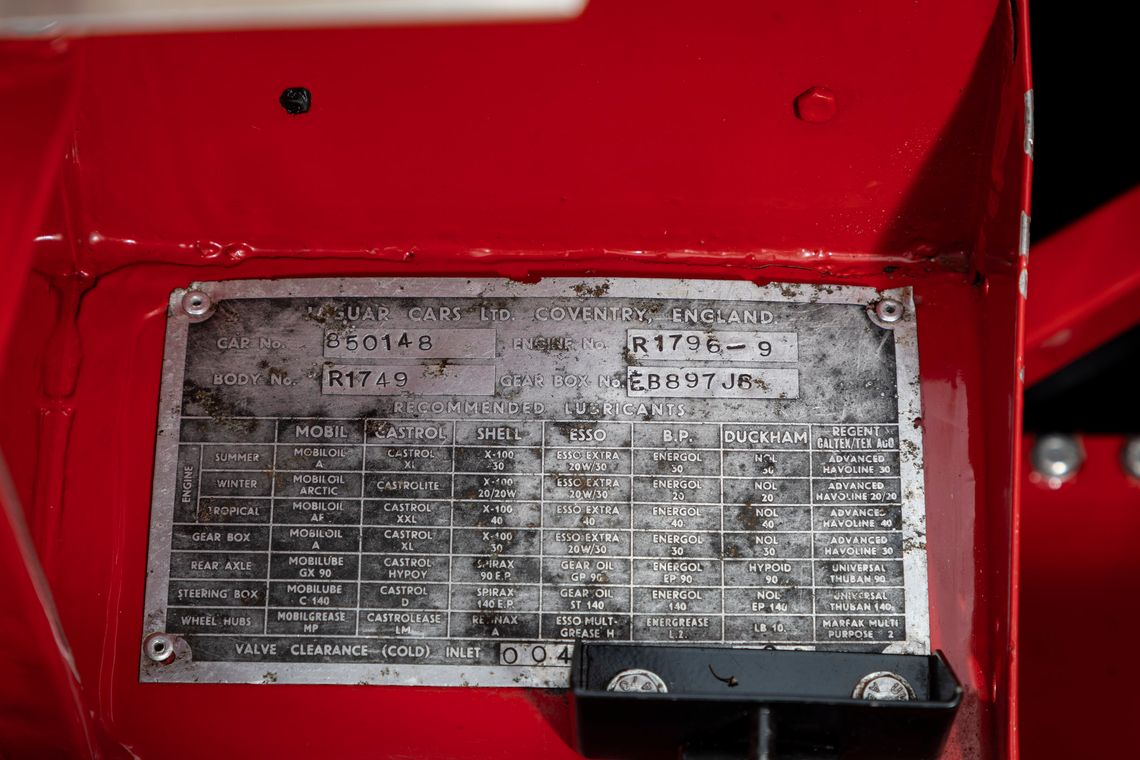 JAGUAR CARS LTD. COVENTRY, ENGLAND.
CAR No. 850148 ENGINE No. R1796-9
BODY No. R1749 GEAR BOX No EB897JR
RECOMMENDED LUBRICANTS
MOBIL CASTROL SHELL ESSO B.P. DUCKHAM REGENT CALTEX/TEXACO
ENGINE
SUMMER MOBILOIL A CASTROL XL X-100 30 ESSO EXTRA 20W/30 ENERGOL 30 NOL 30 ADVANCED HAVOLINE 30
WINTER MOBILOIL ARCTIC CASTROLITE X-100 20/20W ESSO EXTRA 20W/30 ENERGOL 20 NOL 20 ADVANCED HAVOLINE 20/20
TROPICAL MOBILOIL AF CASTROL XXL X-100 40 ESSO EXTRA 40 ENERGOL 40 NOL 40 ADVANCED HAVOLINE 40
GEAR BOX MOBILOIL A CASTROL XL X-100 30 ESSO EXTRA 20W/30 ENERGOL 30 NOL 30 ADVANCED HAVOLINE 30
REAR AXLE MOBILUBE GX 90 CASTROL HYPOY SPIRAX 90 E.P. GEAR OIL GP 90 ENERGOL EP 90 HYPOID 90 UNIVERSAL THUBAN 90
STEERING BOX MOBILUBE C 140 CASTROL D SPIRAX 140 E.P. GEAR OIL ST 140 ENERGOL 140 NOL EP 140 UNIVERSAL THUBAN 140
WHEEL HUBS MOBILGREASE MP CASTROLEASE LM RETINAX A ESSO MULT-GREASE H ENERGREASE L.2. LB 10 MARFAK MULTI PURPOSE 2
VALVE CLEARANCE (COLD) INLET 004